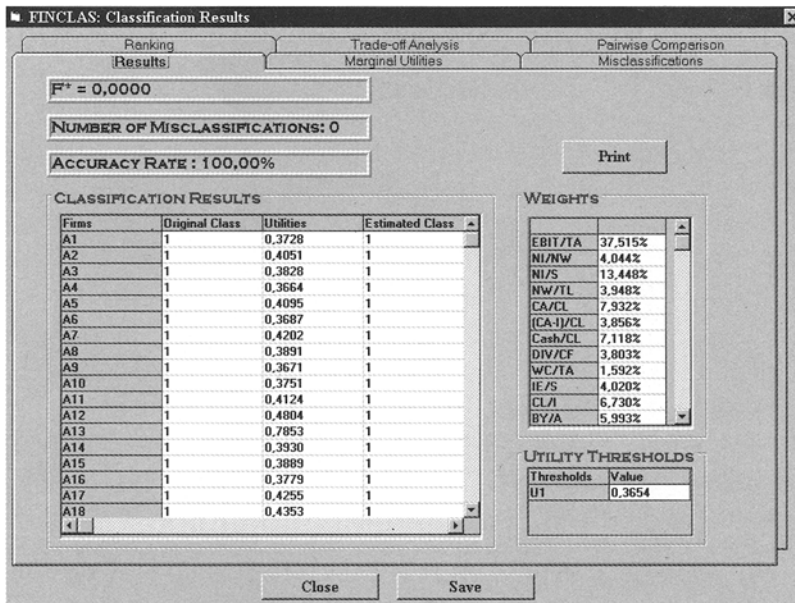 FINCLAS: Classification Results
Ranking Trade-off Analysis Pairwise Comparison
Results Marginal Utilities Misclassifications
F* = 0,0000
NUMBER OF MISCLASSIFICATIONS: 0
ACCURACY RATE : 100,00%
Print
CLASSIFICATION RESULTS
Firms Original Class Utilities Estimated Class
A1 1 0,3728 1
A2 1 0,4051 1
A3 1 0,3828 1
A4 1 0,3664 1
A5 1 0,4095 1
A6 1 0,3687 1
A7 1 0,4202 1
A8 1 0,3891 1
A9 1 0,3671 1
A10 1 0,3751 1
A11 1 0,4124 1
A12 1 0,4804 1
A13 1 0,7853 1
A14 1 0,3930 1
A15 1 0,3889 1
A16 1 0,3779 1
A17 1 0,4255 1
A18 1 0,4353 1
WEIGHTS
EBIT/TA 37,515%
NI/NW 4,044%
NI/S 13,448%
NW/TL 3,948%
CA/CL 7,932%
(CA-I)/CL 3,856%
Cash/CL 7,118%
DIV/CF 3,803%
WC/TA 1,592%
IE/S 4,020%
CL/I 6,730%
BY/A 5,993%
UTILITY THRESHOLDS
Thresholds Value
U1 0,3654
Close Save